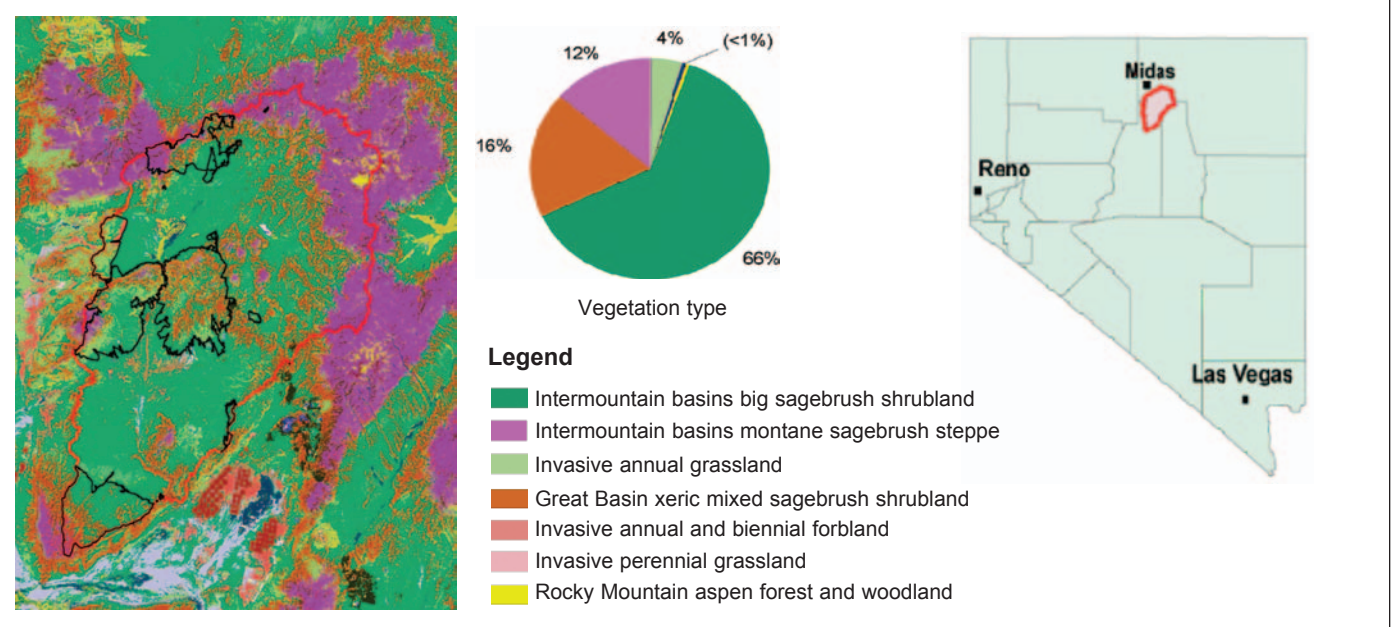 4%
(<1%)
12%
16%
66%
Vegetation type
Legend
Intermountain basins big sagebrush shrubland
Intermountain basins montane sagebrush steppe
Invasive annual grassland
Great Basin xeric mixed sagebrush shrubland
Invasive annual and biennial forbland
Invasive perennial grassland
Rocky Mountain aspen forest and woodland
Midas
Reno
Las Vegas